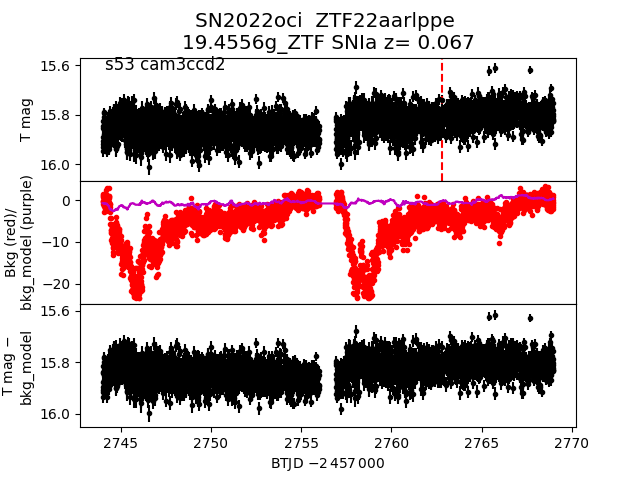 SN2022oci  ZTF22aarlppe
19.4556g_ZTF SNIa z= 0.067
s53 cam3ccd2
15.6
15.8
16.0
T mag
0
−10
−20
Bkg (red)/
bkg_model (purple)
15.6
15.8
16.0
T mag −
bkg_model
2745
2750
2755
2760
2765
2770
BTJD −2 457 000